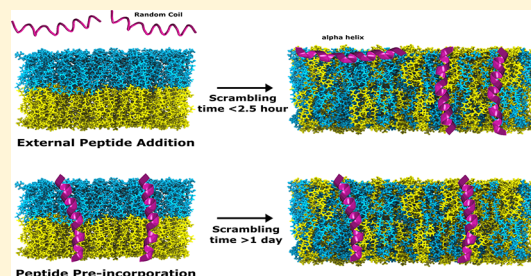 Random Coil
alpha helix
Scrambling
time <2.5 hour
External Peptide Addition
Scrambling
time >1 day
Peptide Pre-incorporation